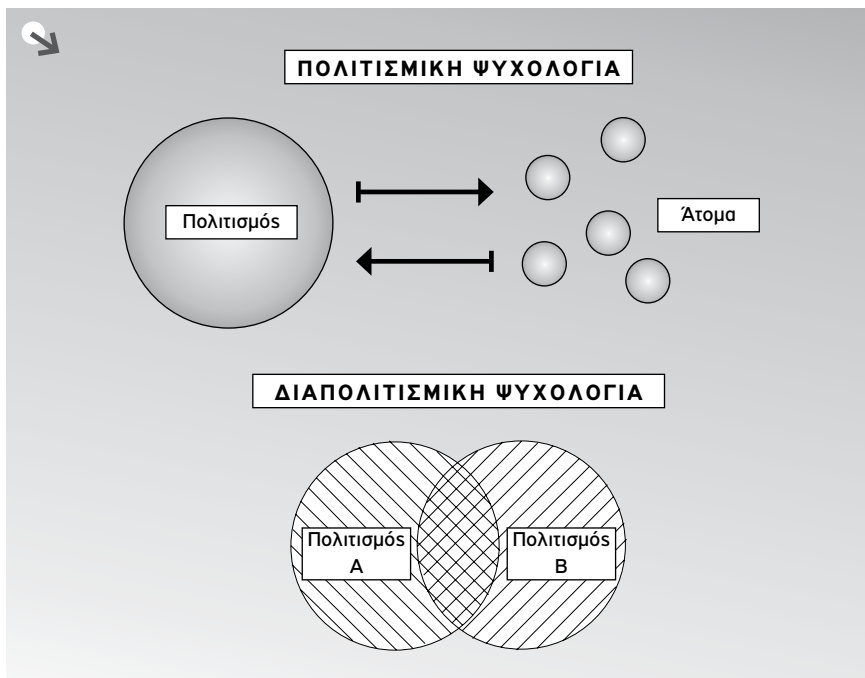 ΠΟΛΙΤΙΣΜΙΚΗ ΨΥΧΟΛΟΓΙΑ
Πολιτισμός
Άτομα
ΔΙΑΠΟΛΙΤΙΣΜΙΚΗ ΨΥΧΟΛΟΓΙΑ
Πολιτισμός
Α
Πολιτισμός
Β